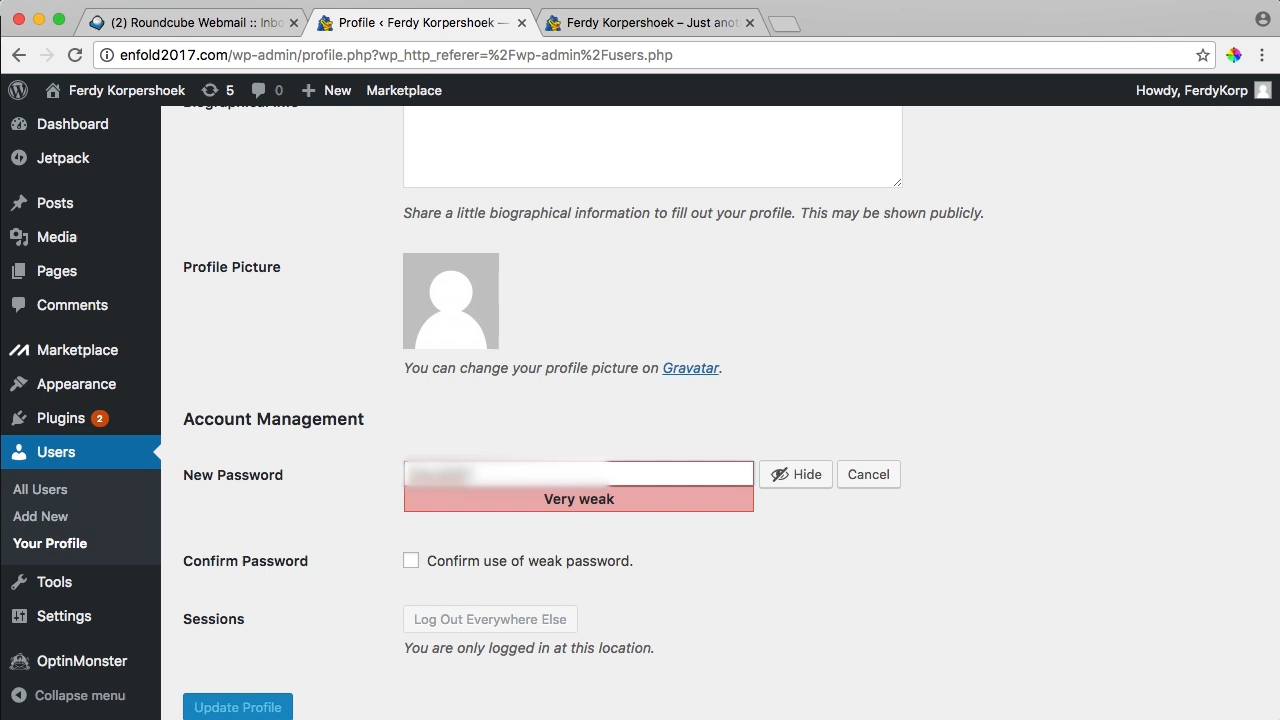 (2) Roundcube Webmail :: Inbo
Profile ‹ Ferdy Korpershoek —
Ferdy Korpershoek – Just anot
enfold2017.com/wp-admin/profile.php?wp_http_referer=%2Fwp-admin%2Fusers.php
Ferdy Korpershoek 5 0 New Marketplace Howdy, FerdyKorp
Dashboard
Jetpack
Posts
Media
Pages
Comments
Marketplace
Appearance
Plugins 2
Users
All Users
Add New
Your Profile
Tools
Settings
OptinMonster
Collapse menu
Biographical Info
Share a little biographical information to fill out your profile. This may be shown publicly.
Profile Picture
You can change your profile picture on Gravatar.
Account Management
New Password Hide Cancel
Very weak
Confirm Password Confirm use of weak password.
Sessions Log Out Everywhere Else
You are only logged in at this location.
Update Profile